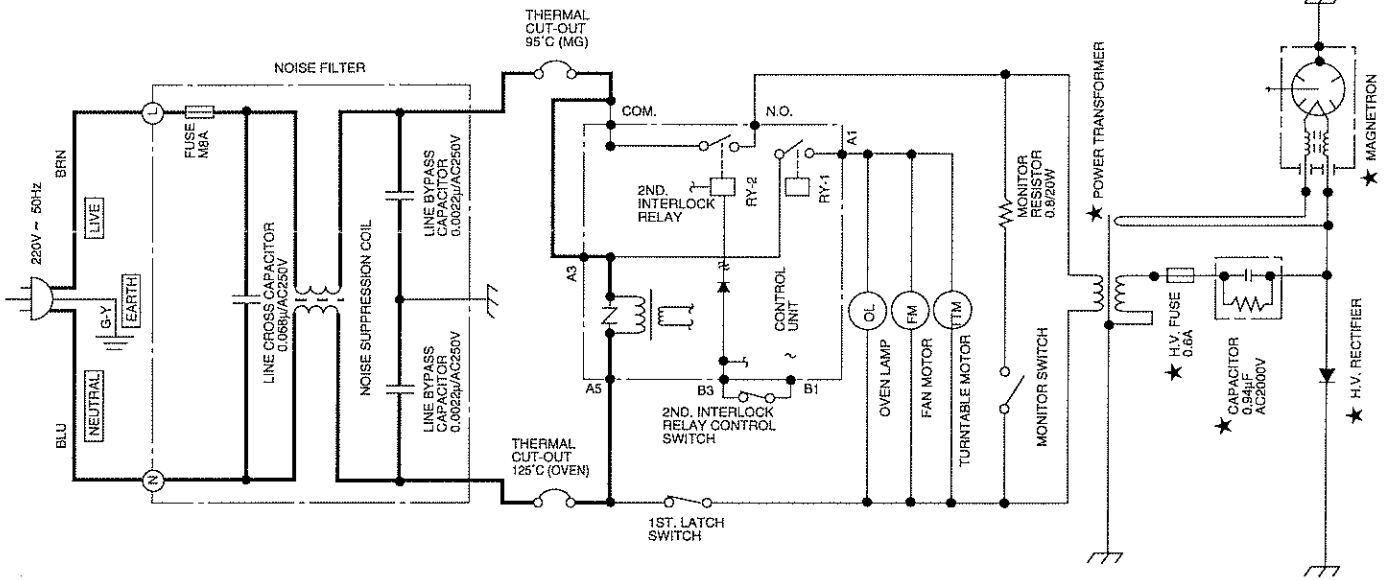 THERMAL
CUT-OUT
95°C (MG)
NOISE FILTER
220V ~ 50Hz
BRN
LIVE
G-Y
EARTH
NEUTRAL
BLU
L
N
FUSE
M8A
LINE CROSS CAPACITOR
0.068µ/AC250V
NOISE SUPPRESSION COIL
LINE BYPASS
CAPACITOR
0.0022µ/AC250V
LINE BYPASS
CAPACITOR
0.0022µ/AC250V
THERMAL
CUT-OUT
125°C (OVEN)
COM.
N.O.
A1
A3
A5
B3
B1
2ND.
INTERLOCK
RELAY
RY-2
RY-1
CONTROL
UNIT
~
2ND. INTERLOCK
RELAY CONTROL
SWITCH
1ST. LATCH
SWITCH
OL
FM
TTM
OVEN LAMP
FAN MOTOR
TURNTABLE MOTOR
MONITOR
RESISTOR
0.8/20W
MONITOR SWITCH
★ POWER TRANSFORMER
★ H.V. FUSE
0.6A
★ CAPACITOR
0.94µF
AC2000V
★ H.V. RECTIFIER
★ MAGNETRON